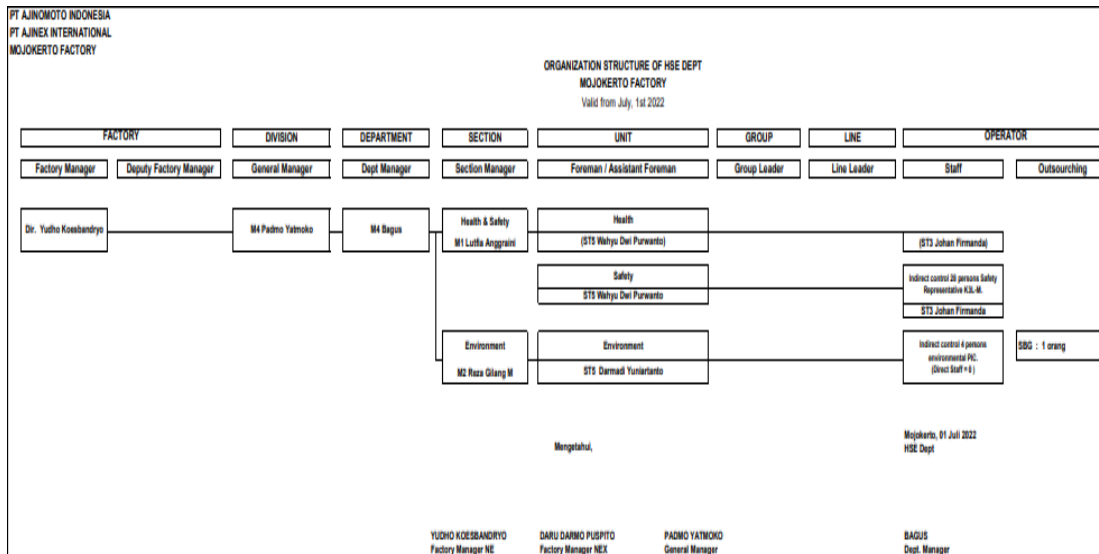 PT AJINOMOTO INDONESIA
PT AJINEX INTERNATIONAL
MOJOKERTO FACTORY
ORGANIZATION STRUCTURE OF HSE DEPT
MOJOKERTO FACTORY
Valid from July, 1st 2022
FACTORY DIVISION DEPARTMENT SECTION UNIT GROUP LINE OPERATOR
Factory Manager Deputy Factory Manager General Manager Dept Manager Section Manager Foreman / Assistant Foreman Group Leader Line Leader Staff Outsourching
Dir. Yudho Koesbandryo
M4 Padmo Yatmoko
M4 Bagus
Health & Safety
M1 Lutfia Anggraini
Health
(ST5 Wahyu Dwi Purwanto)
(ST3 Johan Firmanda)
Safety
ST5 Wahyu Dwi Purwanto
Indirect control 28 persons Safety
Representative K3L-M.
ST3 Johan Firmanda
Environment
M2 Reza Gilang M
Environment
ST5 Darmadi Yuniartanto
Indirect control 4 persons
environmental PIC.
(Direct Staff = 6 )
SBG : 1 orang
Mengetahui,
Mojokerto, 01 Juli 2022
HSE Dept
YUDHO KOESBANDRYO
Factory Manager NE
DARU DARMO PUSPITO
Factory Manager NEX
PADMO YATMOKO
General Manager
BAGUS
Dept. Manager